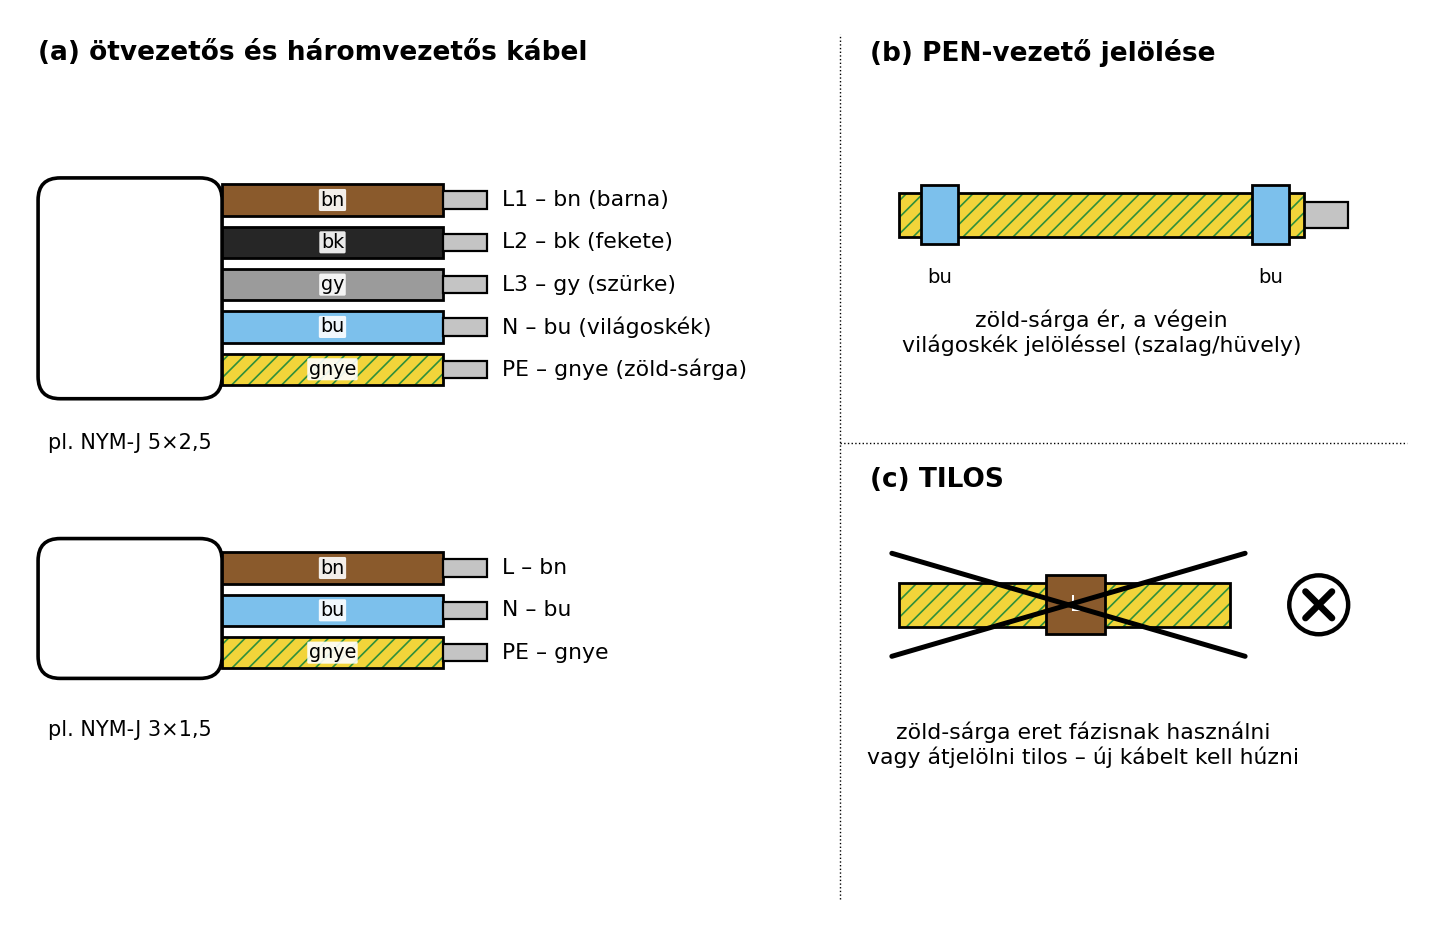 (a) ötvezetős és háromvezetős kábel
bn
L1 – bn (barna)
bk
L2 – bk (fekete)
gy
L3 – gy (szürke)
bu
N – bu (világoskék)
gnye
PE – gnye (zöld-sárga)
pl. NYM-J 5×2,5
bn
L – bn
bu
N – bu
gnye
PE – gnye
pl. NYM-J 3×1,5
(b) PEN-vezető jelölése
bu
bu
zöld-sárga ér, a végein
világoskék jelöléssel (szalag/hüvely)
(c) TILOS
L
zöld-sárga eret fázisnak használni
vagy átjelölni tilos – új kábelt kell húzni